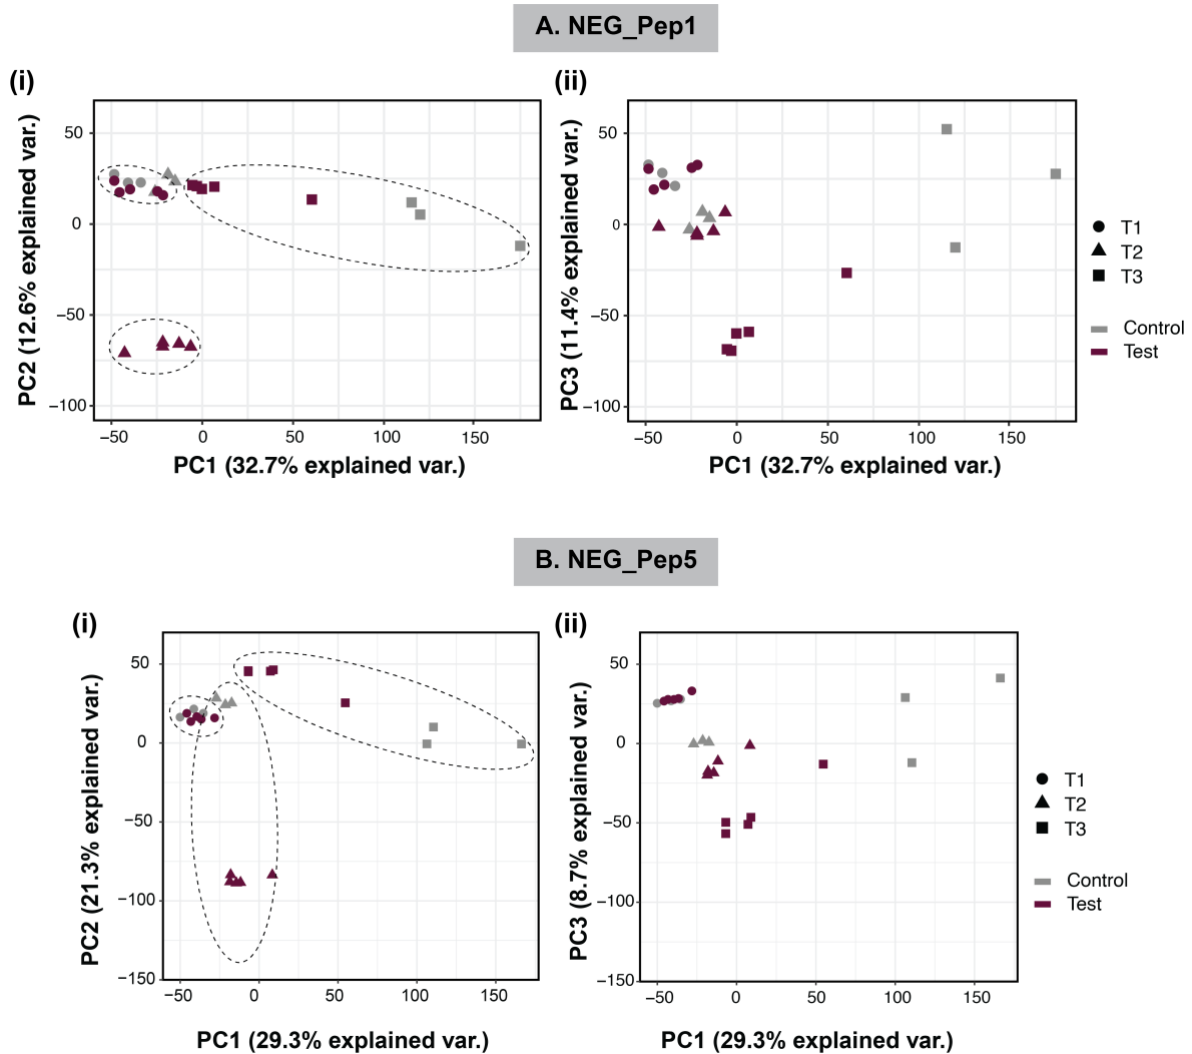 A. NEG_Pep1
(i)
(ii)
PC2 (12.6% explained var.)
50
0
−50
−100
−50
0
50
100
150
PC1 (32.7% explained var.)
PC3 (11.4% explained var.)
50
0
−50
−100
−50
0
50
100
150
PC1 (32.7% explained var.)
T1
T2
T3
Control
Test
B. NEG_Pep5
(i)
(ii)
PC2 (21.3% explained var.)
50
0
−50
−100
−150
−50
0
50
100
150
PC1 (29.3% explained var.)
PC3 (8.7% explained var.)
50
0
−50
−100
−150
−50
0
50
100
150
PC1 (29.3% explained var.)
T1
T2
T3
Control
Test